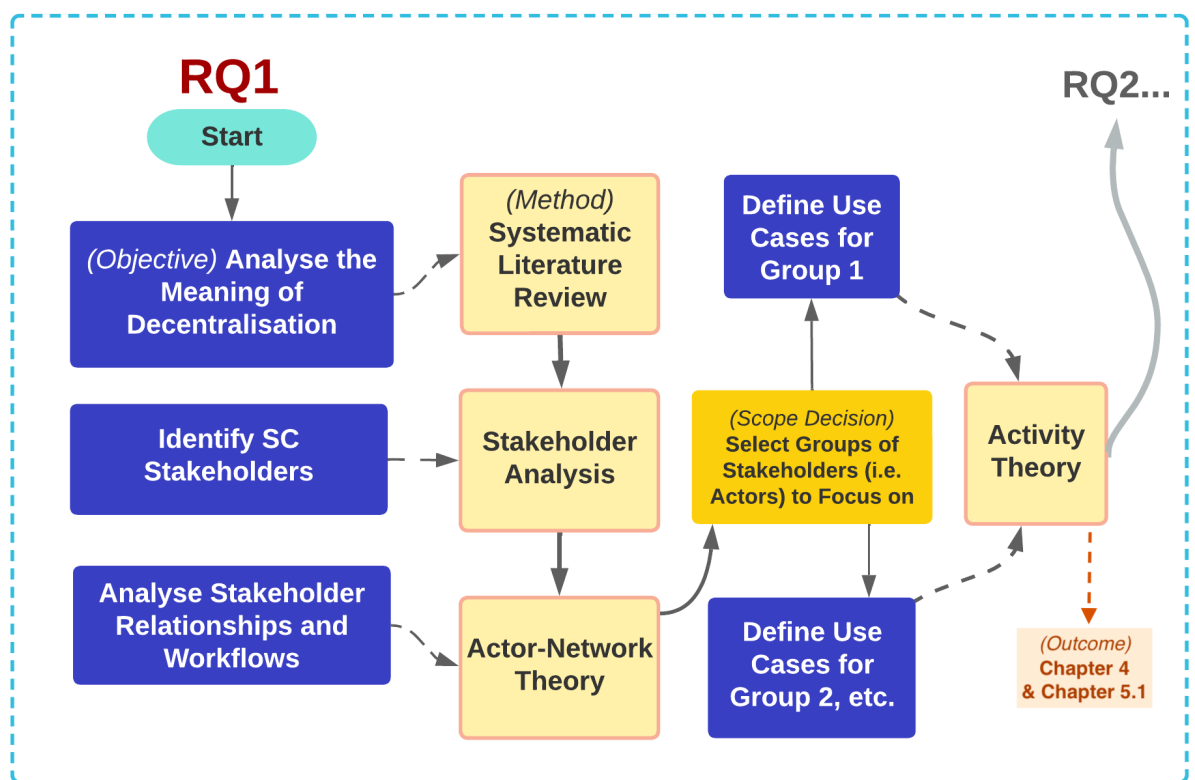 RQ1
Start
(Objective) Analyse the
Meaning of
Decentralisation
Identify SC
Stakeholders
Analyse Stakeholder
Relationships and
Workflows
(Method)
Systematic
Literature
Review
Stakeholder
Analysis
Actor-Network
Theory
Define Use
Cases for
Group 1
(Scope Decision)
Select Groups of
Stakeholders (i.e.
Actors) to Focus on
Define Use
Cases for
Group 2, etc.
Activity
Theory
RQ2...
(Outcome)
Chapter 4
& Chapter 5.1